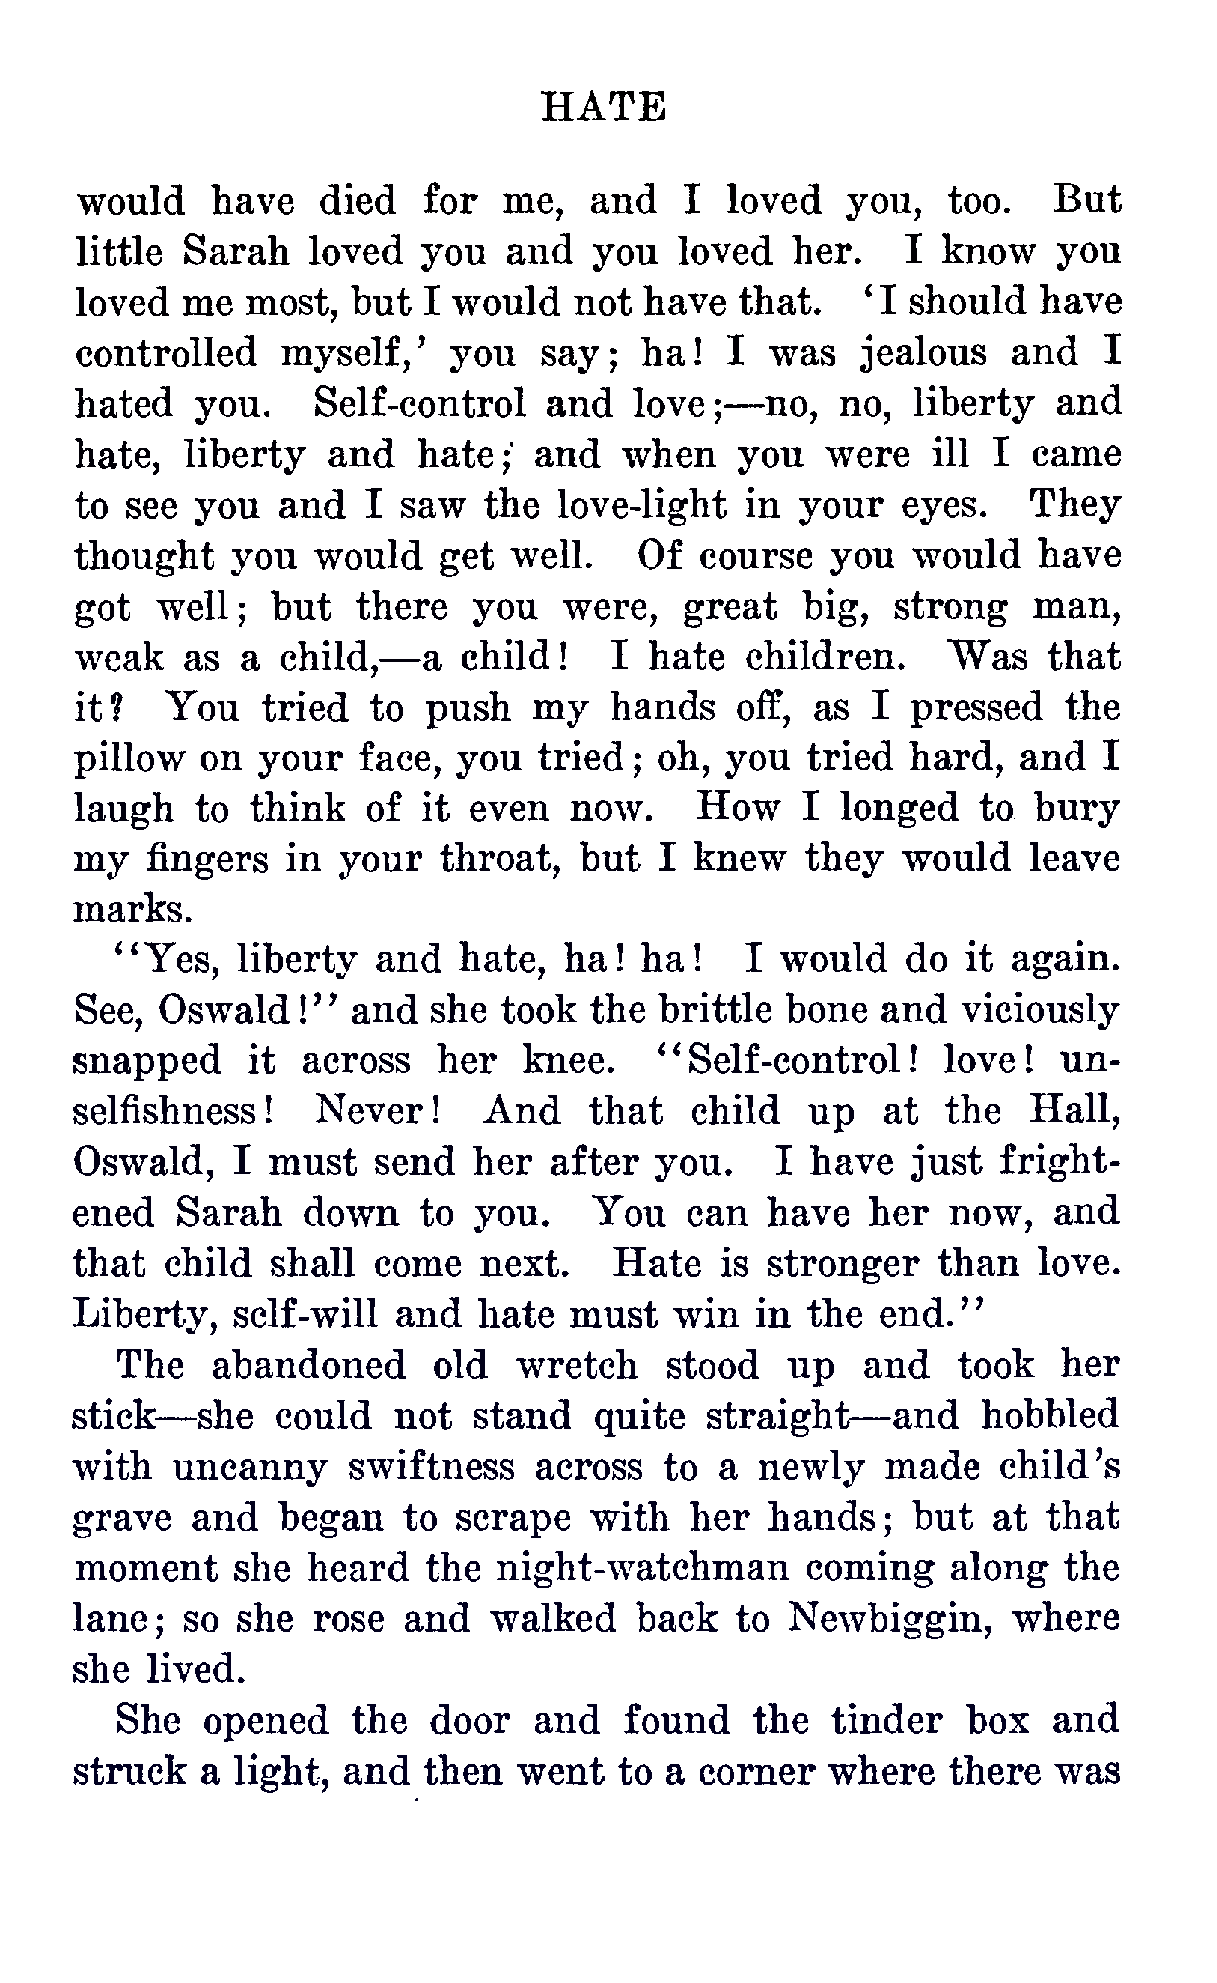 HATE
would have died for me, and I loved you, too. But
little Sarah loved you and you loved her. I know you
loved me most, but I would not have that. 'I should have
controlled myself,' you say; ha! I was jealous and I
hated you. Self-control and love;—no, no, liberty and
hate, liberty and hate; and when you were ill I came
to see you and I saw the love-light in your eyes. They
thought you would get well. Of course you would have
got well; but there you were, great big, strong man,
weak as a child,—a child! I hate children. Was that
it? You tried to push my hands off, as I pressed the
pillow on your face, you tried; oh, you tried hard, and I
laugh to think of it even now. How I longed to bury
my fingers in your throat, but I knew they would leave
marks.
"Yes, liberty and hate, ha! ha! I would do it again.
See, Oswald!" and she took the brittle bone and viciously
snapped it across her knee. "Self-control! love! un-
selfishness! Never! And that child up at the Hall,
Oswald, I must send her after you. I have just fright-
ened Sarah down to you. You can have her now, and
that child shall come next. Hate is stronger than love.
Liberty, self-will and hate must win in the end."
The abandoned old wretch stood up and took her
stick—she could not stand quite straight—and hobbled
with uncanny swiftness across to a newly made child's
grave and began to scrape with her hands; but at that
moment she heard the night-watchman coming along the
lane; so she rose and walked back to Newbiggin, where
she lived.
She opened the door and found the tinder box and
struck a light, and then went to a corner where there was